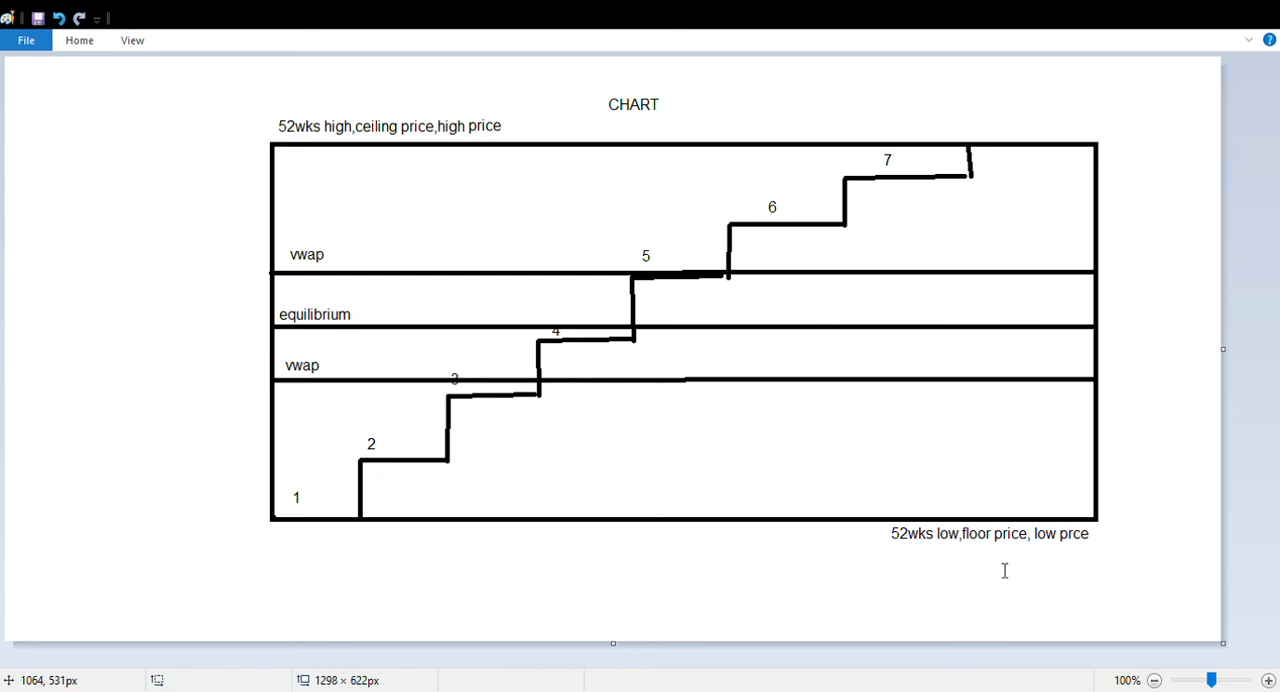 File Home View
CHART
52wks high,ceiling price,high price
7
6
vwap
5
equilibrium
4
vwap
3
2
1
52wks low,floor price, low prce
1064, 531px
1298 × 622px
100%